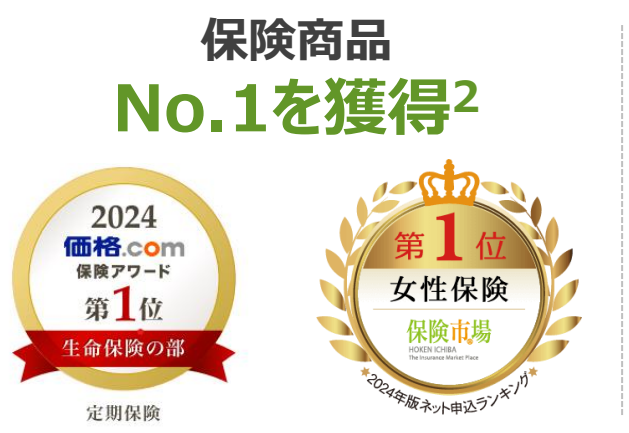 保険商品
No.1を獲得2
2024
価格.com
保険アワード
第1位
生命保険の部
定期保険
第1位
女性保険
保険市場
HOKEN ICHIBA
The Insurance Market Place
2024年版ネット申込ランキング